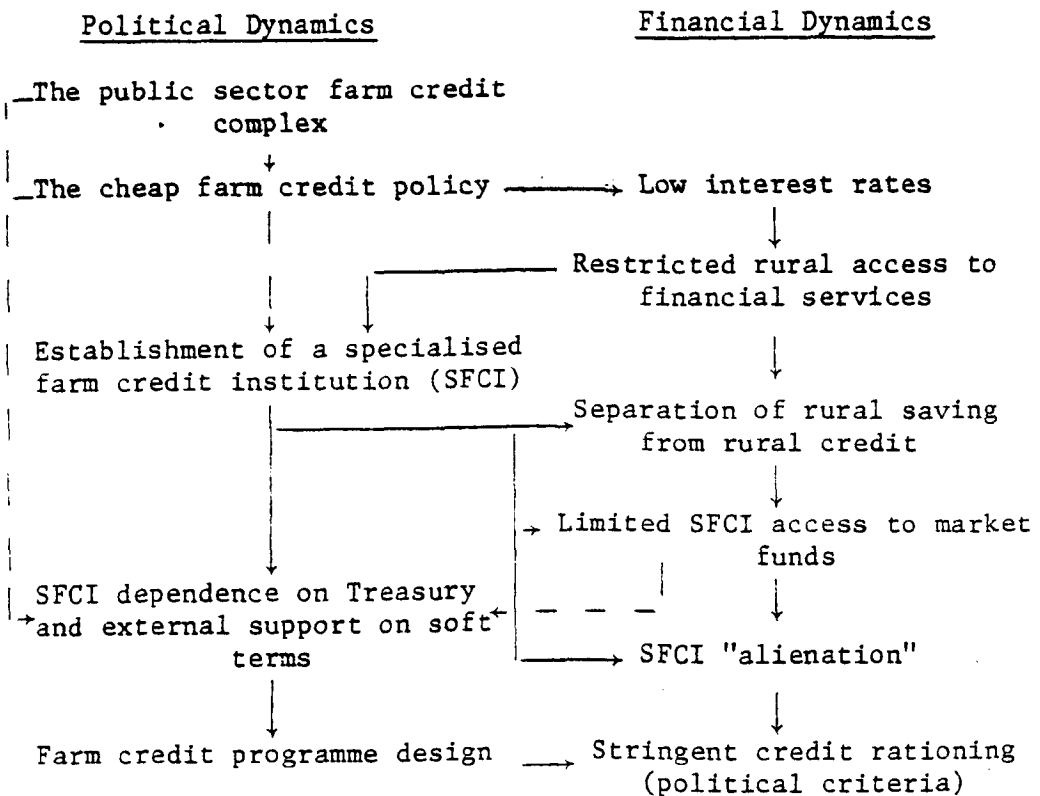 Political Dynamics
Financial Dynamics
The public sector farm credit
complex
The cheap farm credit policy
Low interest rates
Restricted rural access to
financial services
Establishment of a specialised
farm credit institution (SFCI)
Separation of rural saving
from rural credit
Limited SFCI access to market
funds
SFCI dependence on Treasury
and external support on soft
terms
SFCI "alienation"
Farm credit programme design
Stringent credit rationing
(political criteria)